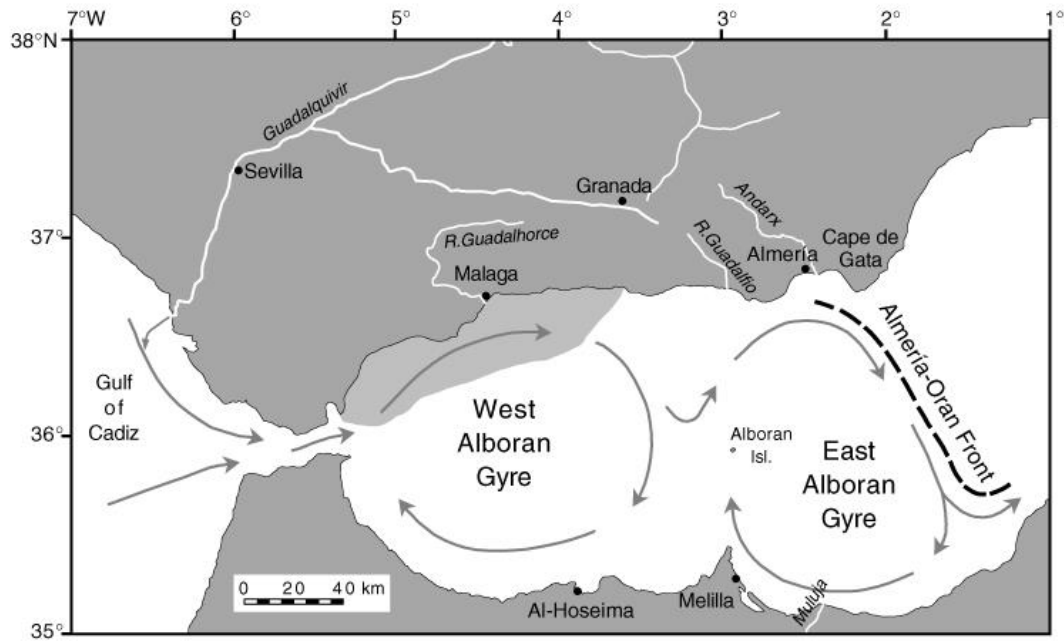 7°W 6° 5° 4° 3° 2° 1°
38°N
Guadalquivir
Sevilla
Granada
Andarx
37°
R.Guadalhorce
R.Guadalfio
Almería
Cape de
Gata
Malaga
Almería-Oran Front
Gulf
of
Cadiz
West
Alboran
Gyre
36°
Alboran
Isl.
East
Alboran
Gyre
0 20 40 km
Al-Hoseima
Melilla
Muluja
35°